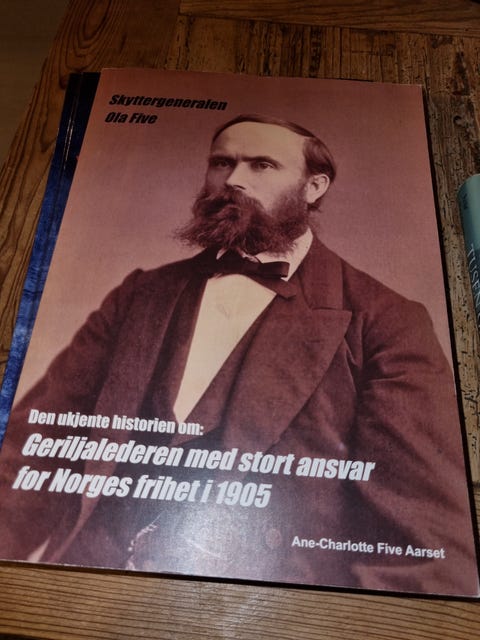 Skyttergeneralen
Ola Five
Den ukjente historien om:
Geriljalederen med stort ansvar
for Norges frihet i 1905
Ane-Charlotte Five Aarset